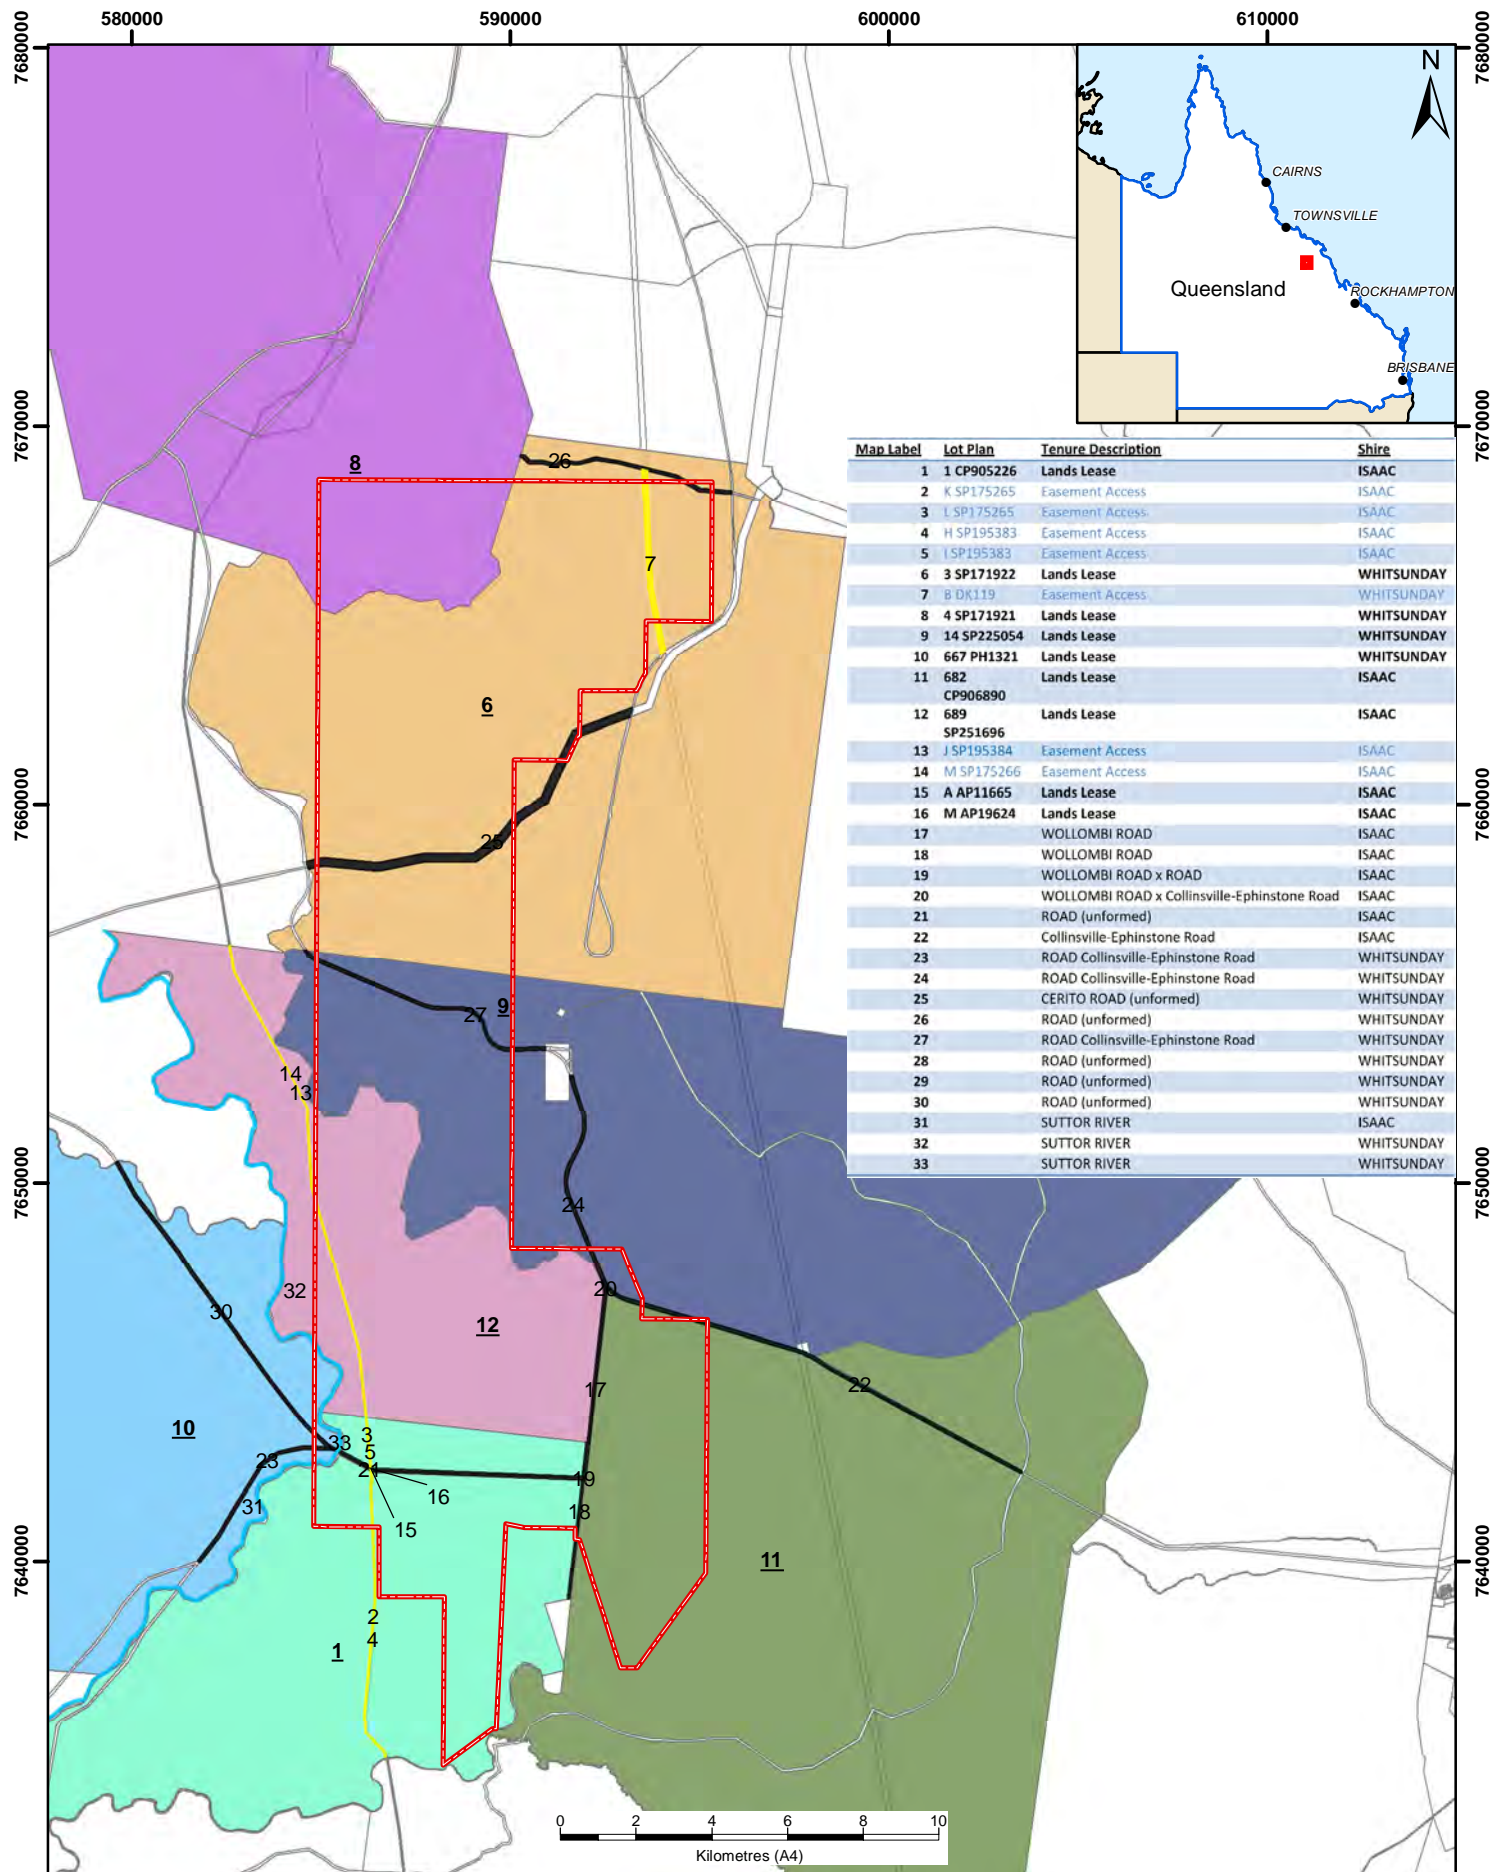 580000 590000 600000 610000
7680000 7680000
N
CAIRNS
TOWNSVILLE
Queensland
ROCKHAMPTON
BRISBANE
7670000 7670000
Map Label Lot Plan Tenure Description Shire
1 1 CP905226 Lands Lease ISAAC
2 K SP175265 Easement Access ISAAC
3 L SP175265 Easement Access ISAAC
4 H SP195383 Easement Access ISAAC
5 I SP195383 Easement Access ISAAC
6 3 SP171922 Lands Lease WHITSUNDAY
7 B DK119 Easement Access WHITSUNDAY
8 4 SP171921 Lands Lease WHITSUNDAY
9 14 SP225054 Lands Lease WHITSUNDAY
10 667 PH1321 Lands Lease WHITSUNDAY
11 682 Lands Lease ISAAC
CP906890
12 689 Lands Lease ISAAC
SP251696
13 J SP195384 Easement Access ISAAC
14 M SP175266 Easement Access ISAAC
15 A AP11665 Lands Lease ISAAC
16 M AP19624 Lands Lease ISAAC
17 WOLLOMBI ROAD ISAAC
18 WOLLOMBI ROAD ISAAC
19 WOLLOMBI ROAD x ROAD ISAAC
20 WOLLOMBI ROAD x Collinsville-Ephinstone Road ISAAC
21 ROAD (unformed) ISAAC
22 Collinsville-Ephinstone Road ISAAC
23 ROAD Collinsville-Ephinstone Road WHITSUNDAY
24 ROAD Collinsville-Ephinstone Road WHITSUNDAY
25 CERITO ROAD (unformed) WHITSUNDAY
26 ROAD (unformed) WHITSUNDAY
27 ROAD Collinsville-Ephinstone Road WHITSUNDAY
28 ROAD (unformed) WHITSUNDAY
29 ROAD (unformed) WHITSUNDAY
30 ROAD (unformed) WHITSUNDAY
31 SUTTOR RIVER ISAAC
32 SUTTOR RIVER WHITSUNDAY
33 SUTTOR RIVER WHITSUNDAY
8
26
7
6
7660000 7660000
25
9
27
14
13
7650000 7650000
24
32
20
30
12
22
17
10
3
33
5
23
21
19
16
31
18
15
7640000 7640000
11
2
4
1
0 2 4 6 8 10
Kilometres (A4)